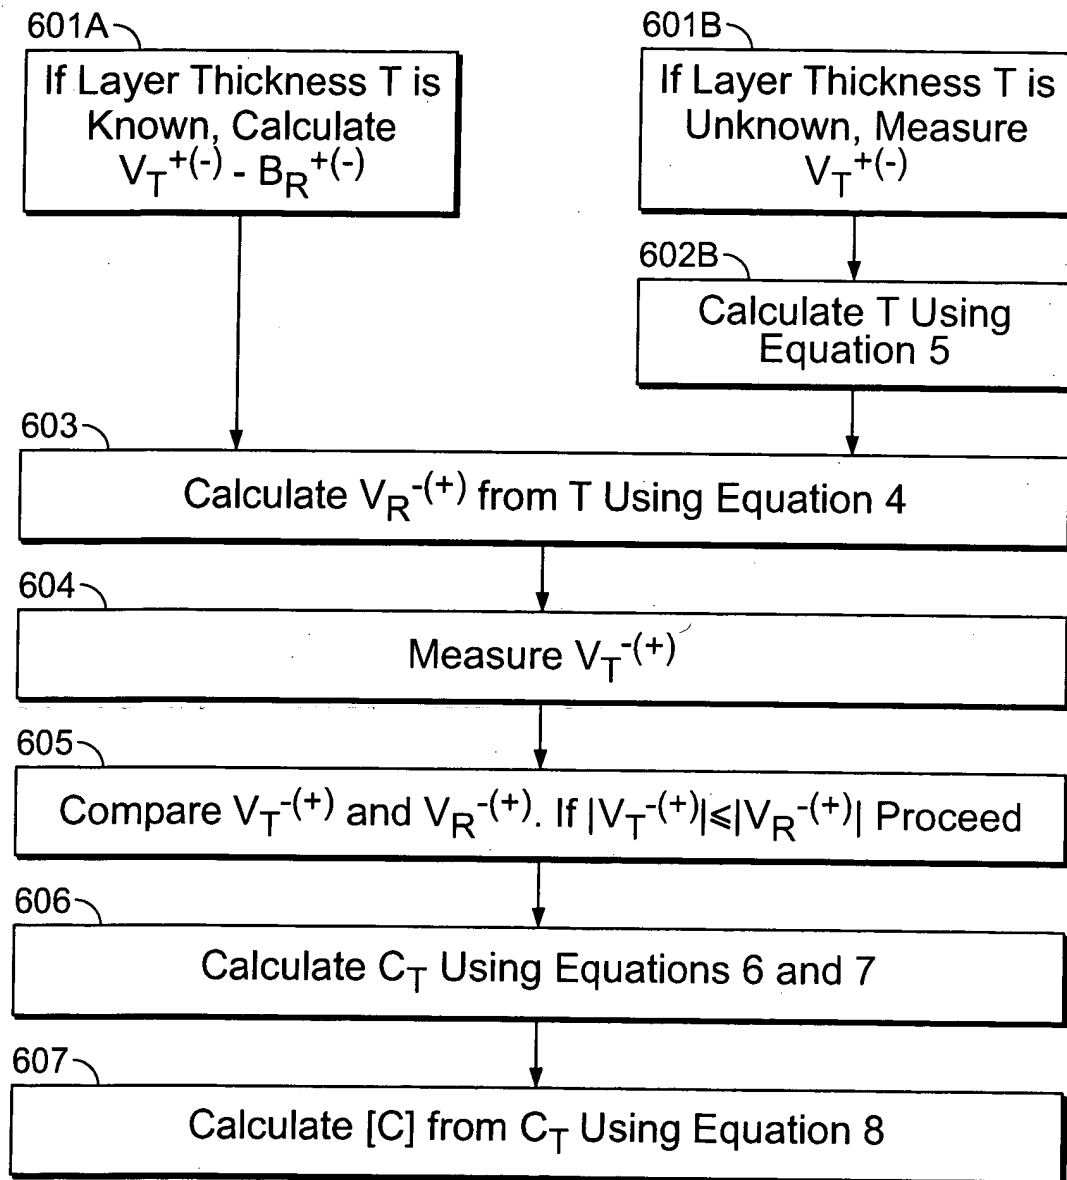 601A
If Layer Thickness T is
Known, Calculate
V_T^+(-) - B_R^+(-)
601B
If Layer Thickness T is
Unknown, Measure
V_T^+(-)
602B
Calculate T Using
Equation 5
603
Calculate V_R^-(+) from T Using Equation 4
604
Measure V_T^-(+)
605
Compare V_T^-(+) and V_R^-(+). If |V_T^-(+)|⩽|V_R^-(+)| Proceed
606
Calculate C_T Using Equations 6 and 7
607
Calculate [C] from C_T Using Equation 8